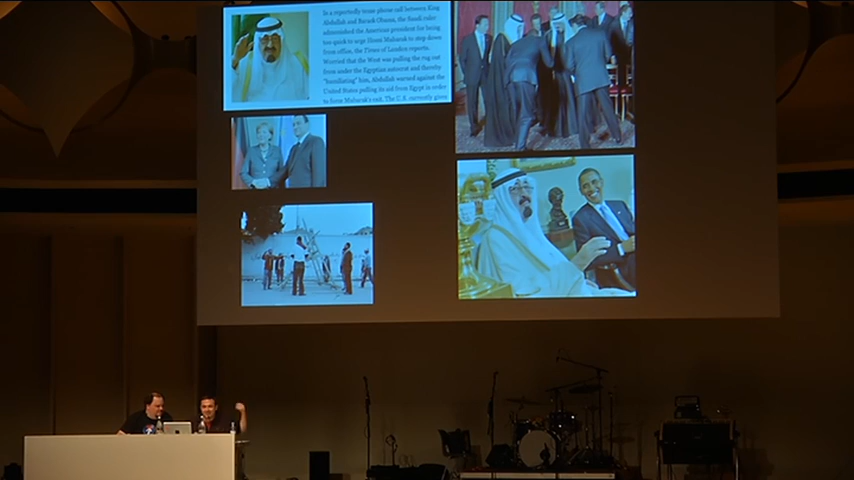 In a reportedly tense phone call between King
Abdullah and Barack Obama, the Saudi ruler
admonished the American president for being
too quick to urge Hosni Mubarak to step down
from office, the Times of London reports.
Worried that the West was pulling the rug out
from under the Egyptian autocrat and thereby
"humiliating" him, Abdullah warned against the
United States pulling its aid from Egypt in order
to force Mubarak's exit. The U.S. currently gives